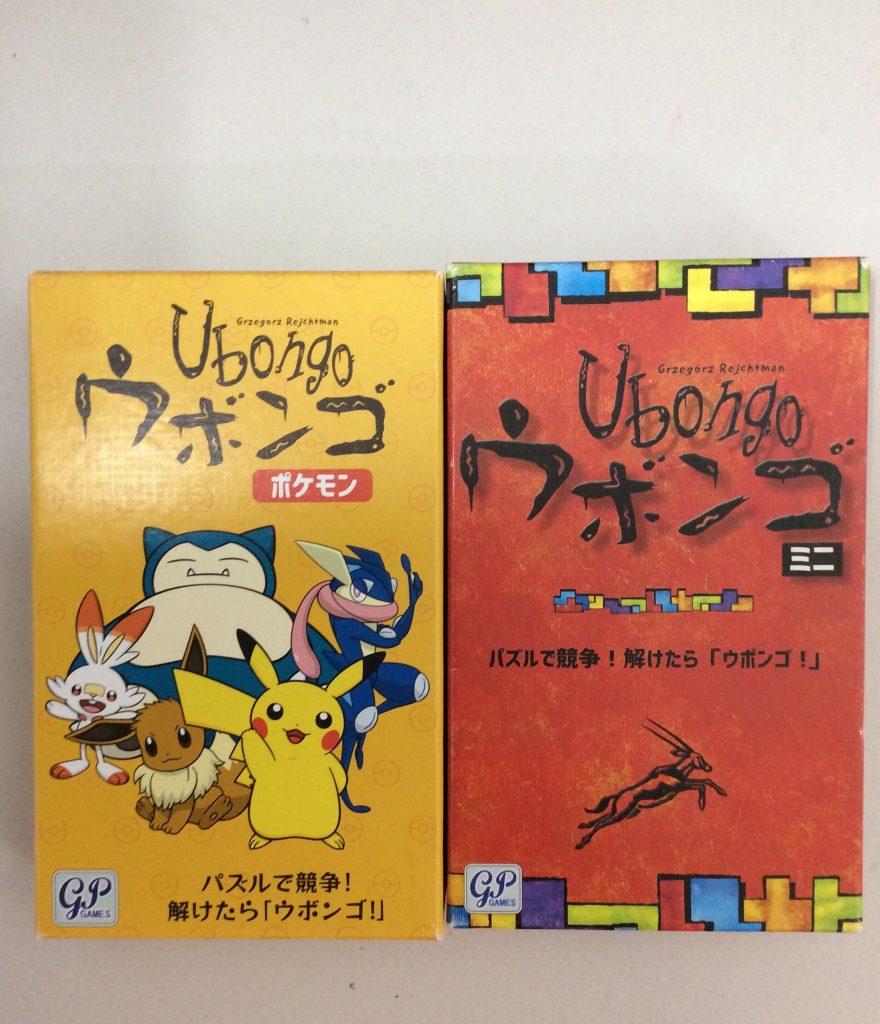 Grzegorz Rejchtman
Ubongo
ウボンゴ
ポケモン
パズルで競争!
解けたら「ウボンゴ!」
GP
GAMES
Grzegorz Rejchtman
Ubongo
ウボンゴ
ミニ
パズルで競争!解けたら「ウボンゴ!」
GP
GAMES